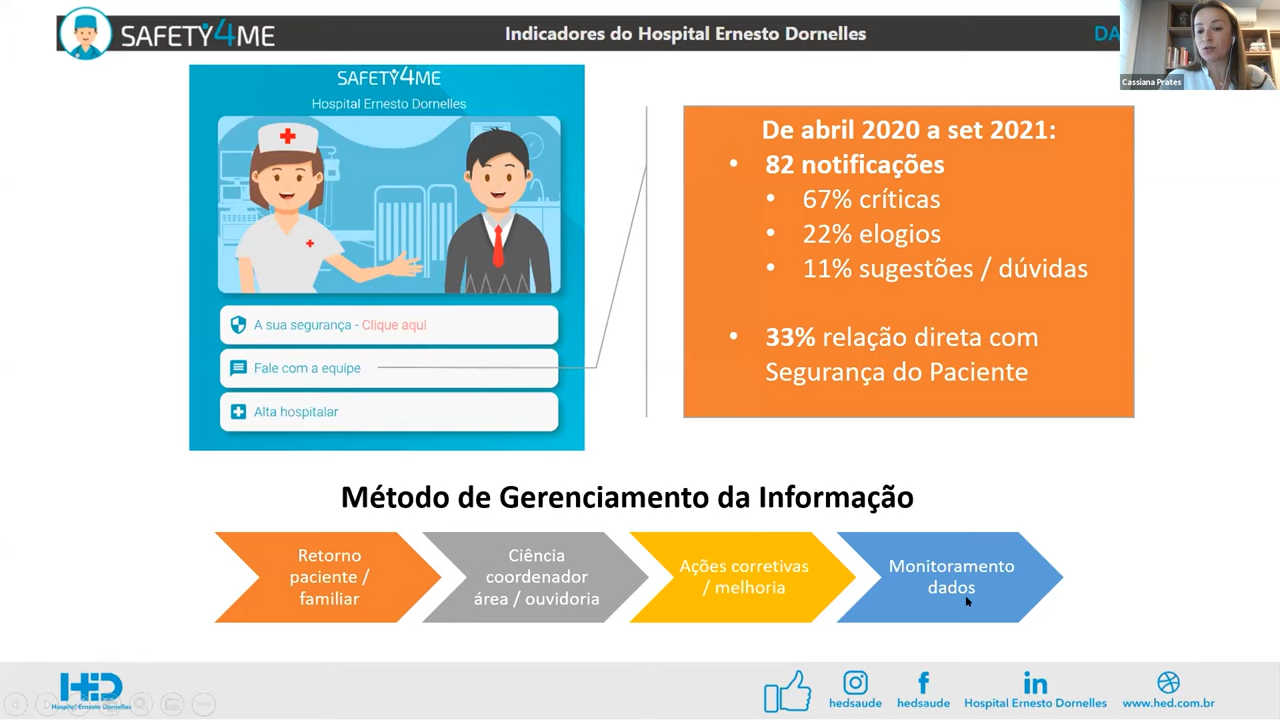 SAFETY4ME
Indicadores do Hospital Ernesto Dornelles
DA
Cassiana Prates
SAFETY4ME
Hospital Ernesto Dornelles
A sua segurança - Clique aqui
Fale com a equipe
Alta hospitalar
De abril 2020 a set 2021:
• 82 notificações
• 67% críticas
• 22% elogios
• 11% sugestões / dúvidas
• 33% relação direta com
Segurança do Paciente
Método de Gerenciamento da Informação
Retorno
paciente /
familiar
Ciência
coordenador
área / ouvidoria
Ações corretivas
/ melhoria
Monitoramento
dados
HED
Hospital Ernesto Dornelles
hedsaude
hedsaude
Hospital Ernesto Dornelles
www.hed.com.br